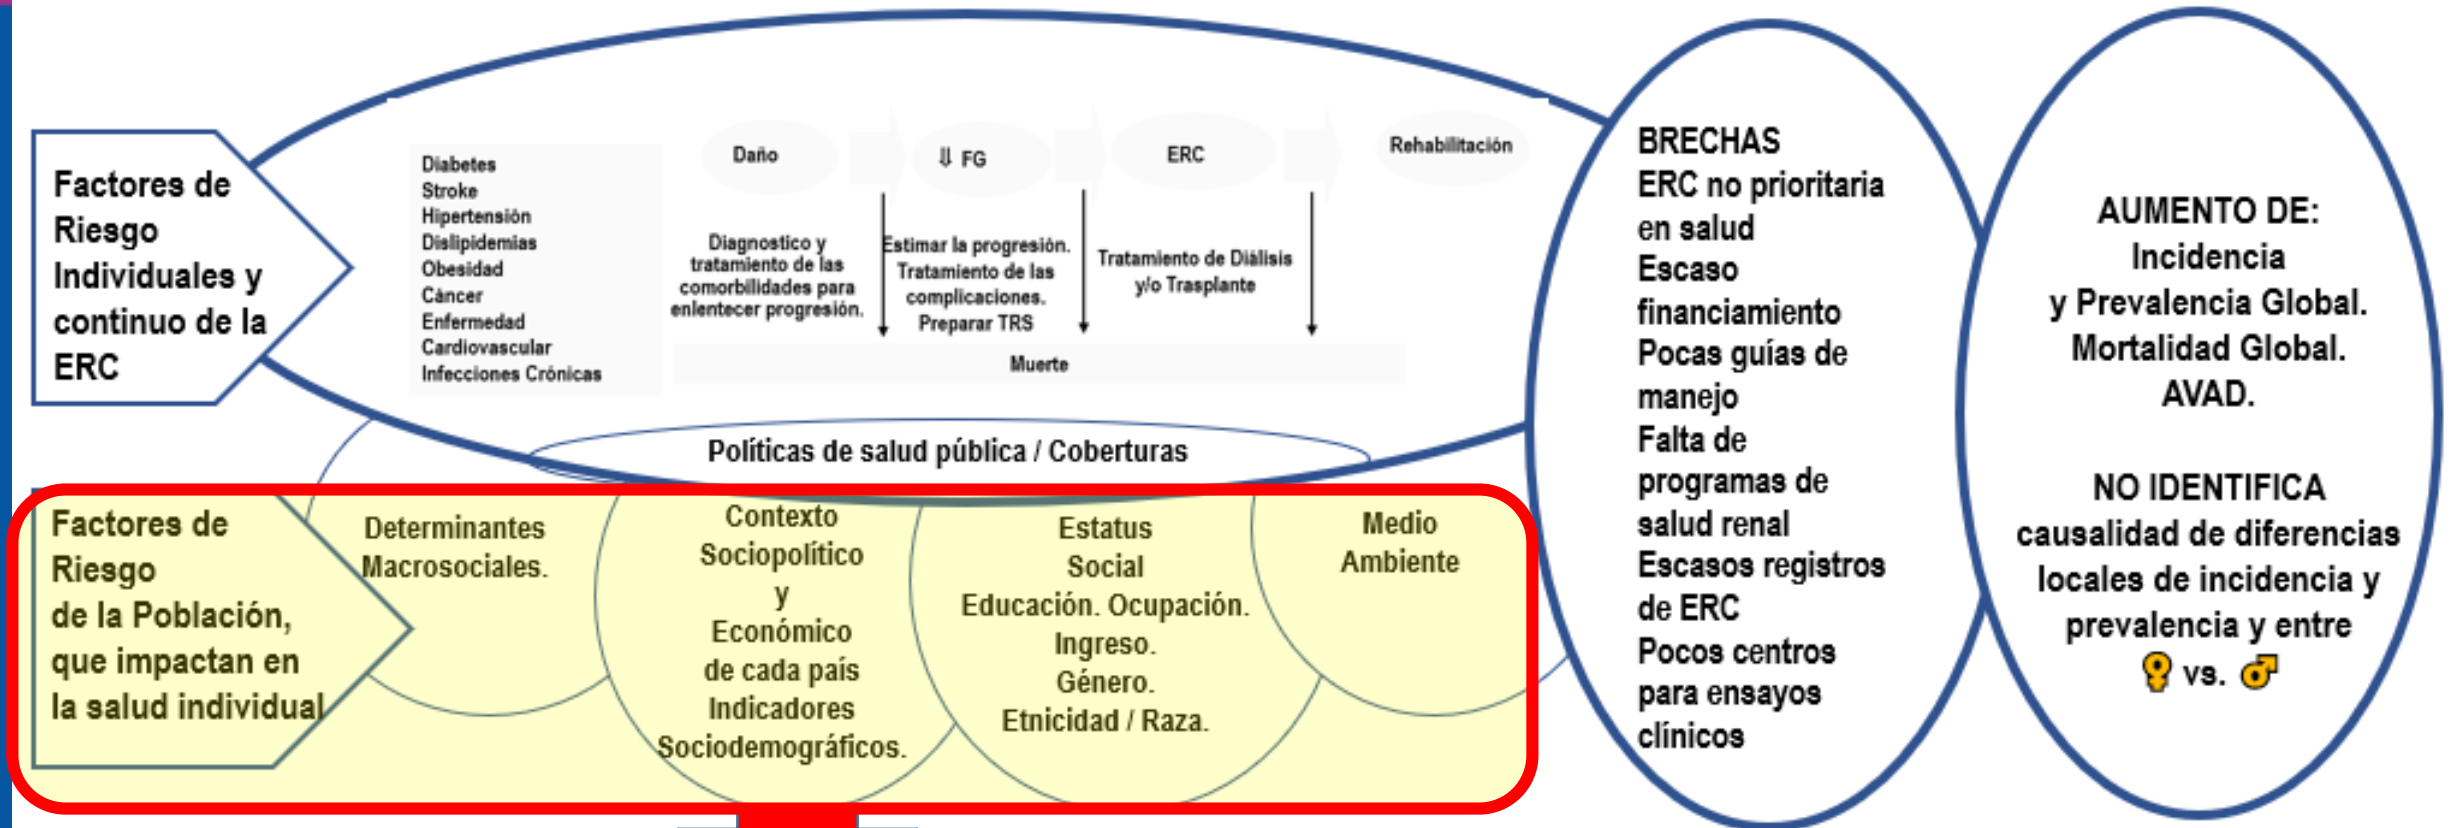 Factores de
Riesgo
Individuales y
continuo de la
ERC
Diabetes
Stroke
Hipertensión
Dislipidemias
Obesidad
Càncer
Enfermedad
Cardiovascular
Infecciones Crónicas
Daño
⇓ FG
ERC
Rehabilitación
Diagnostico y
tratamiento de las
comorbilidades para
enlentecer progresión.
Estimar la progresión.
Tratamiento de las
complicaciones.
Preparar TRS
Tratamiento de Diàlisis
y/o Trasplante
Muerte
Políticas de salud pública / Coberturas
Factores de
Riesgo
de la Población,
que impactan en
la salud individual
Determinantes
Macrosociales.
Contexto
Sociopolítico
y
Económico
de cada país
Indicadores
Sociodemográficos.
Estatus
Social
Educación. Ocupación.
Ingreso.
Género.
Etnicidad / Raza.
Medio
Ambiente
BRECHAS
ERC no prioritaria
en salud
Escaso
financiamiento
Pocas guías de
manejo
Falta de
programas de
salud renal
Escasos registros
de ERC
Pocos centros
para ensayos
clínicos
AUMENTO DE:
Incidencia
y Prevalencia Global.
Mortalidad Global.
AVAD.
NO IDENTIFICA
causalidad de diferencias
locales de incidencia y
prevalencia y entre
♀ vs. ♂